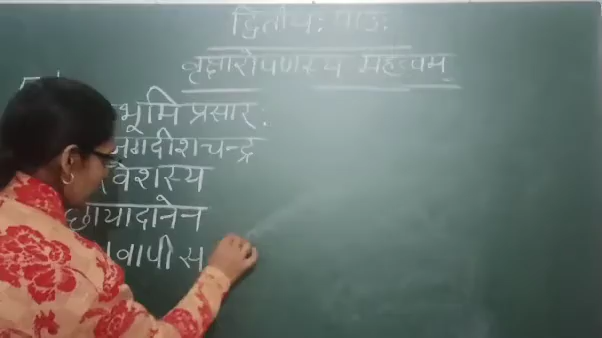 द्वितीयः पाठः
वृक्षारोपणस्य महत्त्वम्
भूमि प्रसारः
जगदीशचन्द्र
वेशस्य
छायादानेन
वापी स